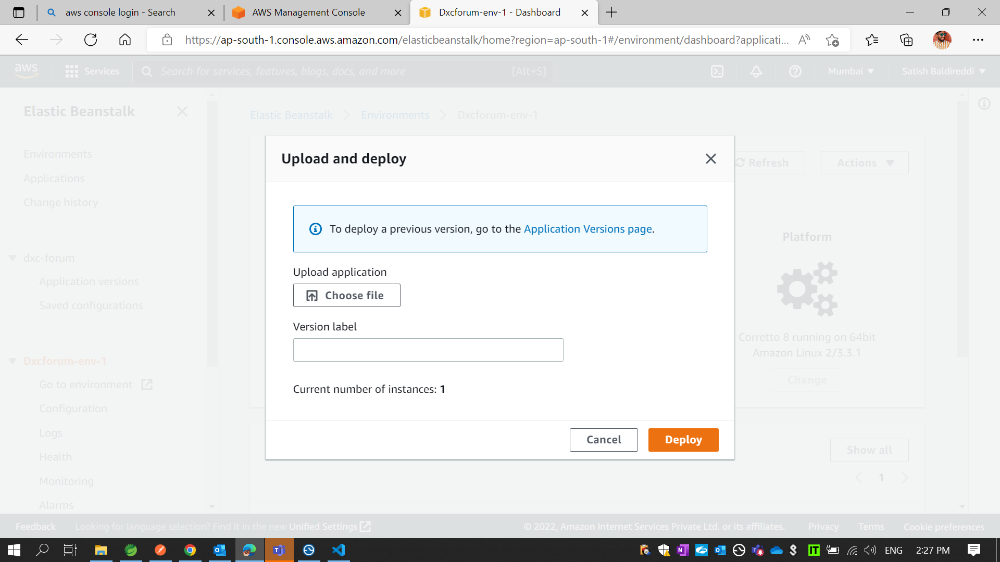 aws console login - Search
AWS Management Console
Dxcforum-env-1 - Dashboard
https://ap-south-1.console.aws.amazon.com/elasticbeanstalk/home?region=ap-south-1#/environment/dashboard?applicati...
aws
Services
Search for services, features, blogs, docs, and more
[Alt+S]
Mumbai
Satish Baldireddi
Elastic Beanstalk
Environments
Applications
Change history
dxc-forum
Application versions
Saved configurations
Dxcforum-env-1
Go to environment
Configuration
Logs
Health
Monitoring
Alarms
Elastic Beanstalk
Environments
Dxcforum-env-1
Refresh
Actions
Upload and deploy
To deploy a previous version, go to the Application Versions page.
Upload application
Choose file
Version label
Current number of instances: 1
Cancel
Deploy
Platform
Corretto 8 running on 64bit
Amazon Linux 2/3.3.1
Change
Show all
1
Feedback
Looking for language selection? Find it in the new Unified Settings
© 2022, Amazon Internet Services Private Ltd. or its affiliates.
Privacy
Terms
Cookie preferences
ENG
2:27 PM